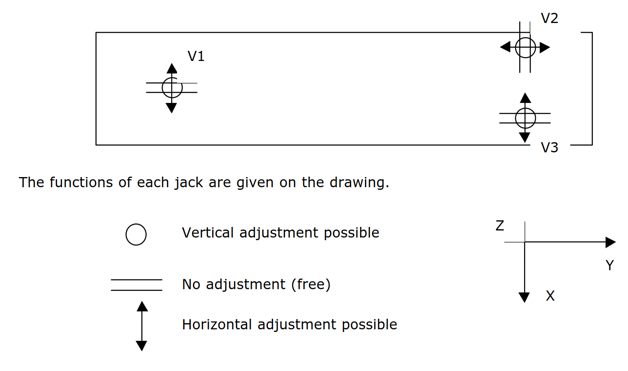 V2
V1
V3
The functions of each jack are given on the drawing.
Vertical adjustment possible
Z
Y
No adjustment (free)
X
Horizontal adjustment possible